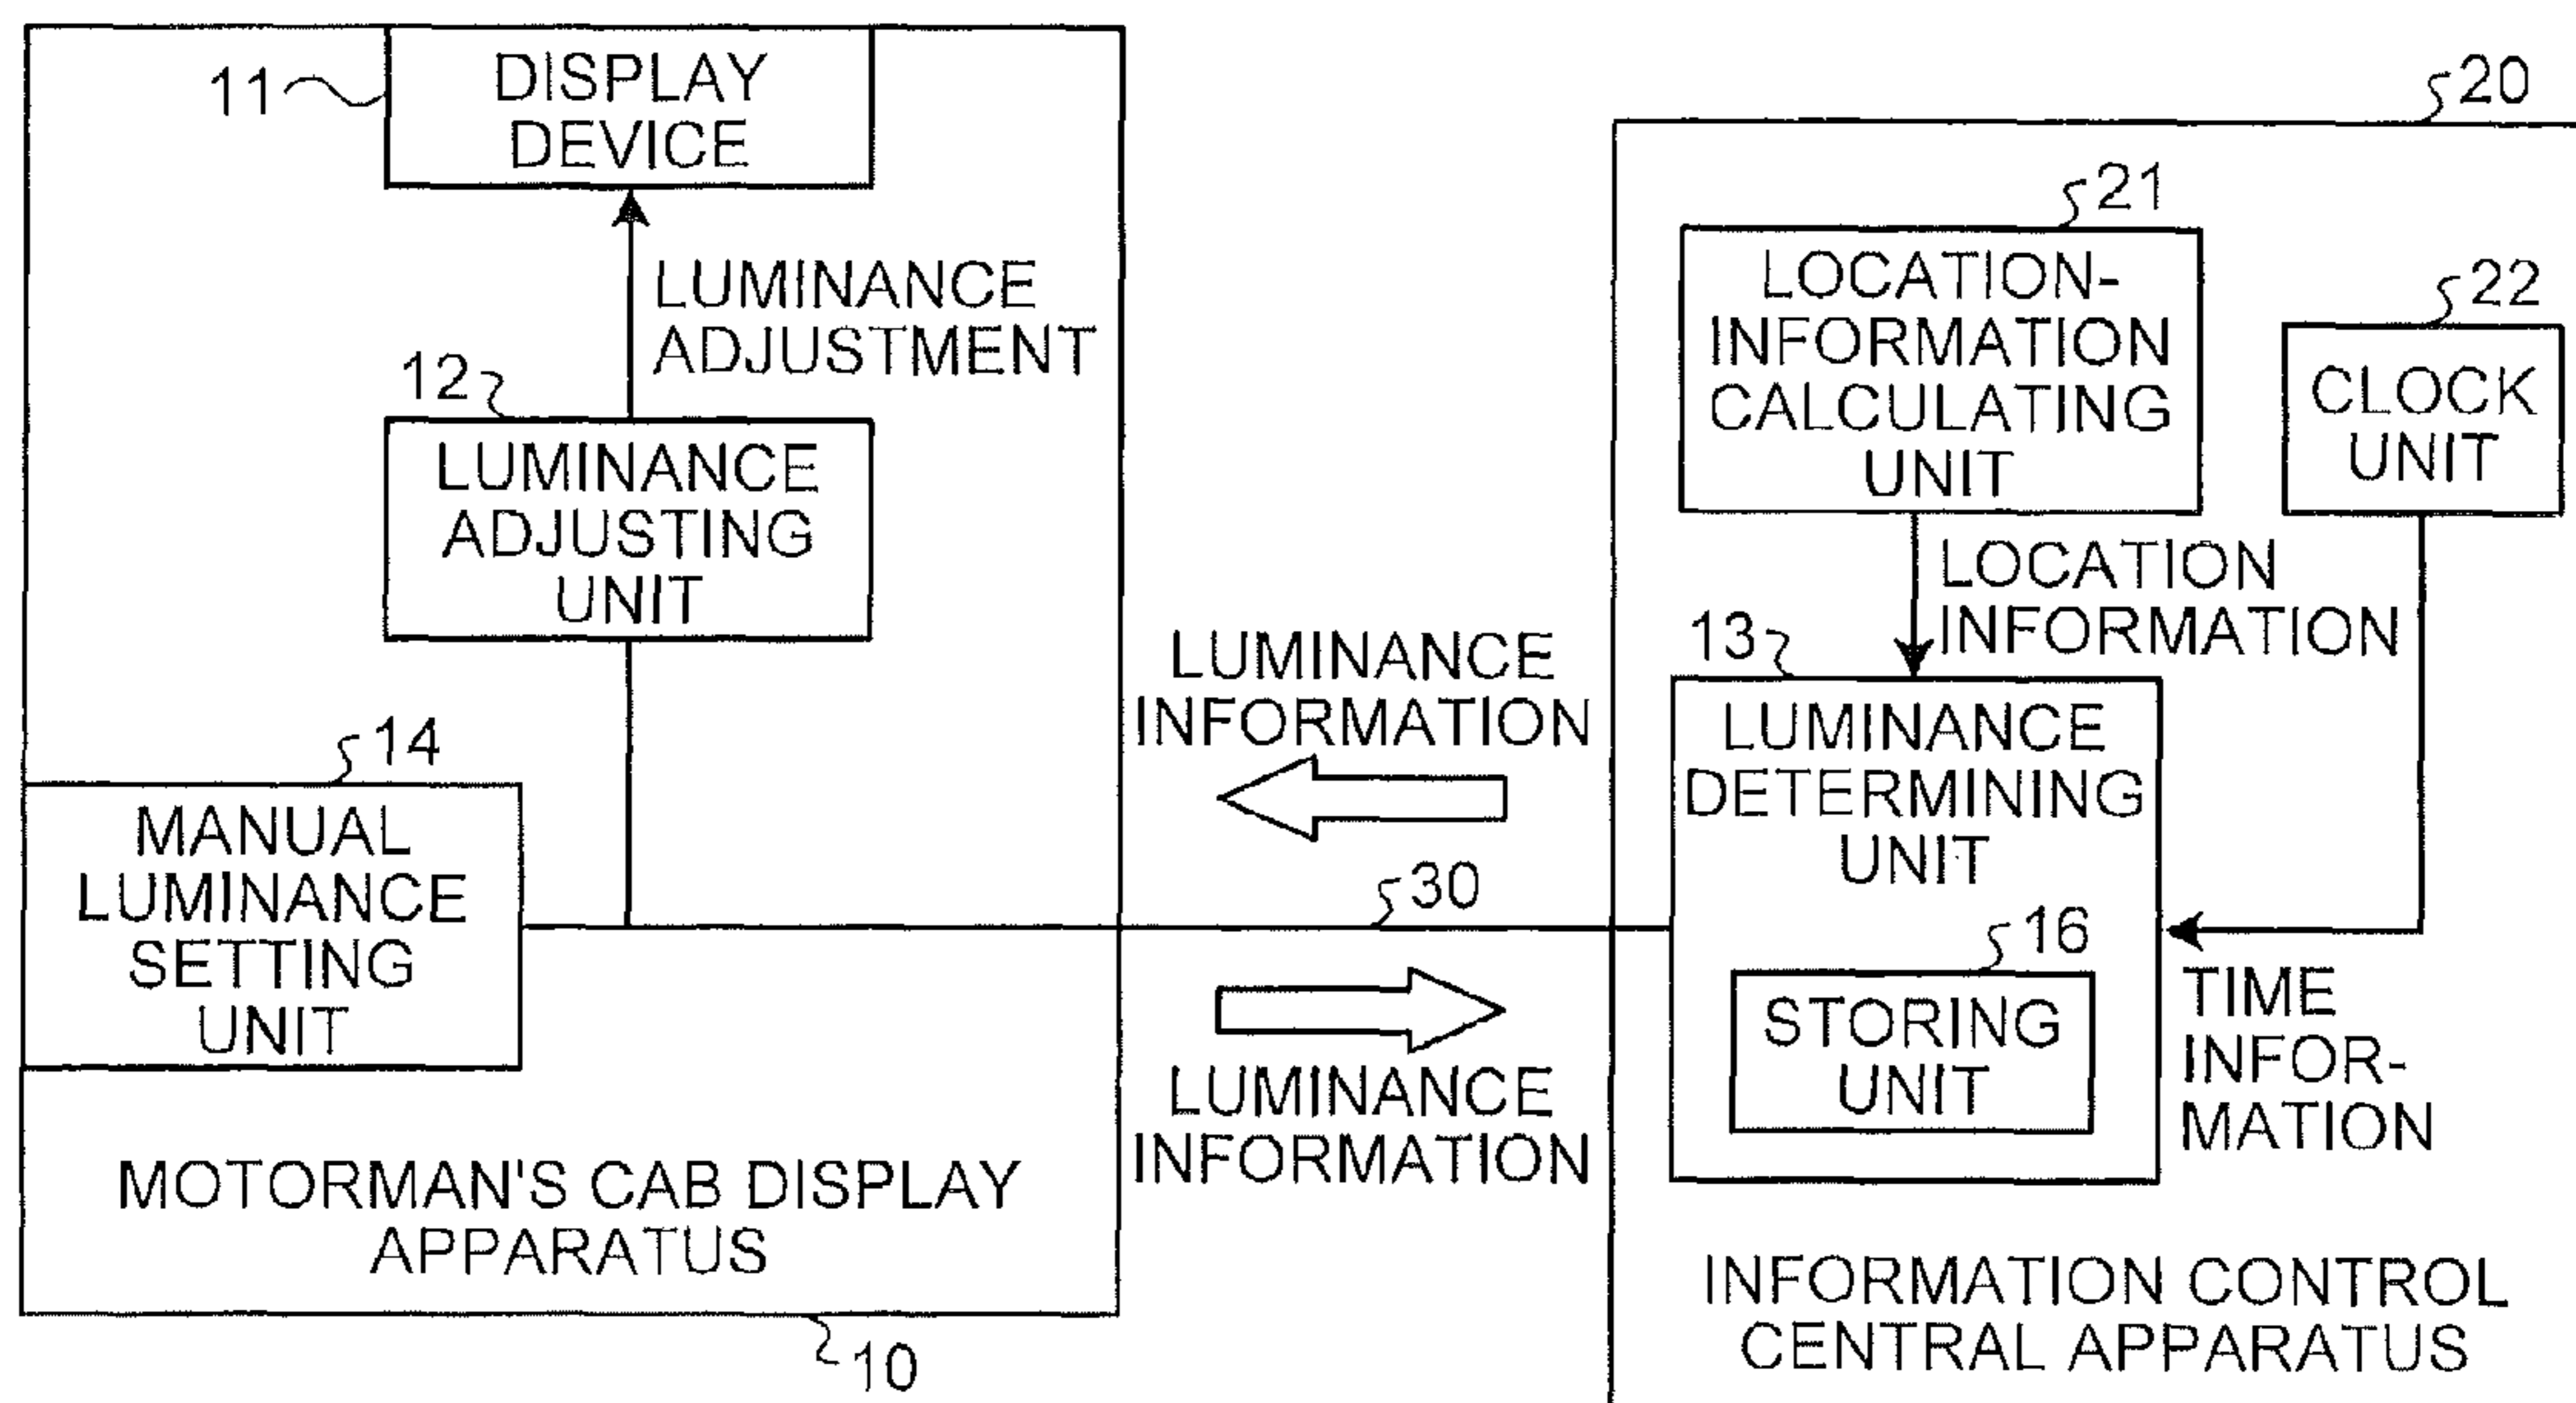 11
DISPLAY
DEVICE
LUMINANCE
ADJUSTMENT
12
LUMINANCE
ADJUSTING
UNIT
14
MANUAL
LUMINANCE
SETTING
UNIT
MOTORMAN'S CAB DISPLAY
APPARATUS
10
LUMINANCE
INFORMATION
30
LUMINANCE
INFORMATION
20
21
LOCATION-
INFORMATION
CALCULATING
UNIT
22
CLOCK
UNIT
LOCATION
INFORMATION
13
LUMINANCE
DETERMINING
UNIT
16
STORING
UNIT
TIME
INFOR-
MATION
INFORMATION CONTROL
CENTRAL APPARATUS